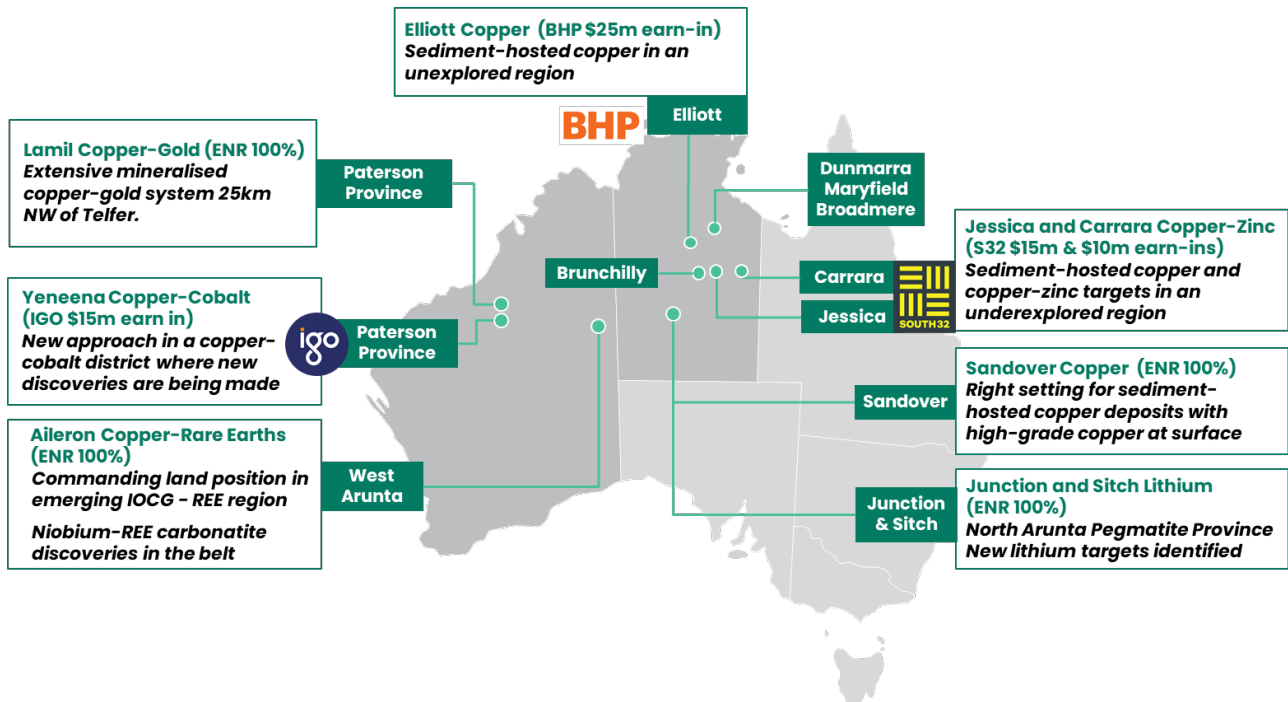 Elliott Copper (BHP $25m earn-in)
Sediment-hosted copper in an
unexplored region
BHP
Elliott
Lamil Copper-Gold (ENR 100%)
Extensive mineralised
copper-gold system 25km
NW of Telfer.
Paterson
Province
Dunmarra
Maryfield
Broadmere
Jessica and Carrara Copper-Zinc
(S32 $15m & $10m earn-ins)
Sediment-hosted copper and
copper-zinc targets in an
underexplored region
Brunchilly
Carrara
Jessica
SOUTH32
Yeneena Copper-Cobalt
(IGO $15m earn in)
New approach in a copper-
cobalt district where new
discoveries are being made
igo
Paterson
Province
Sandover Copper (ENR 100%)
Right setting for sediment-
hosted copper deposits with
high-grade copper at surface
Sandover
Aileron Copper-Rare Earths
(ENR 100%)
Commanding land position in
emerging IOCG - REE region
Niobium-REE carbonatite
discoveries in the belt
West
Arunta
Junction
& Sitch
Junction and Sitch Lithium
(ENR 100%)
North Arunta Pegmatite Province
New lithium targets identified